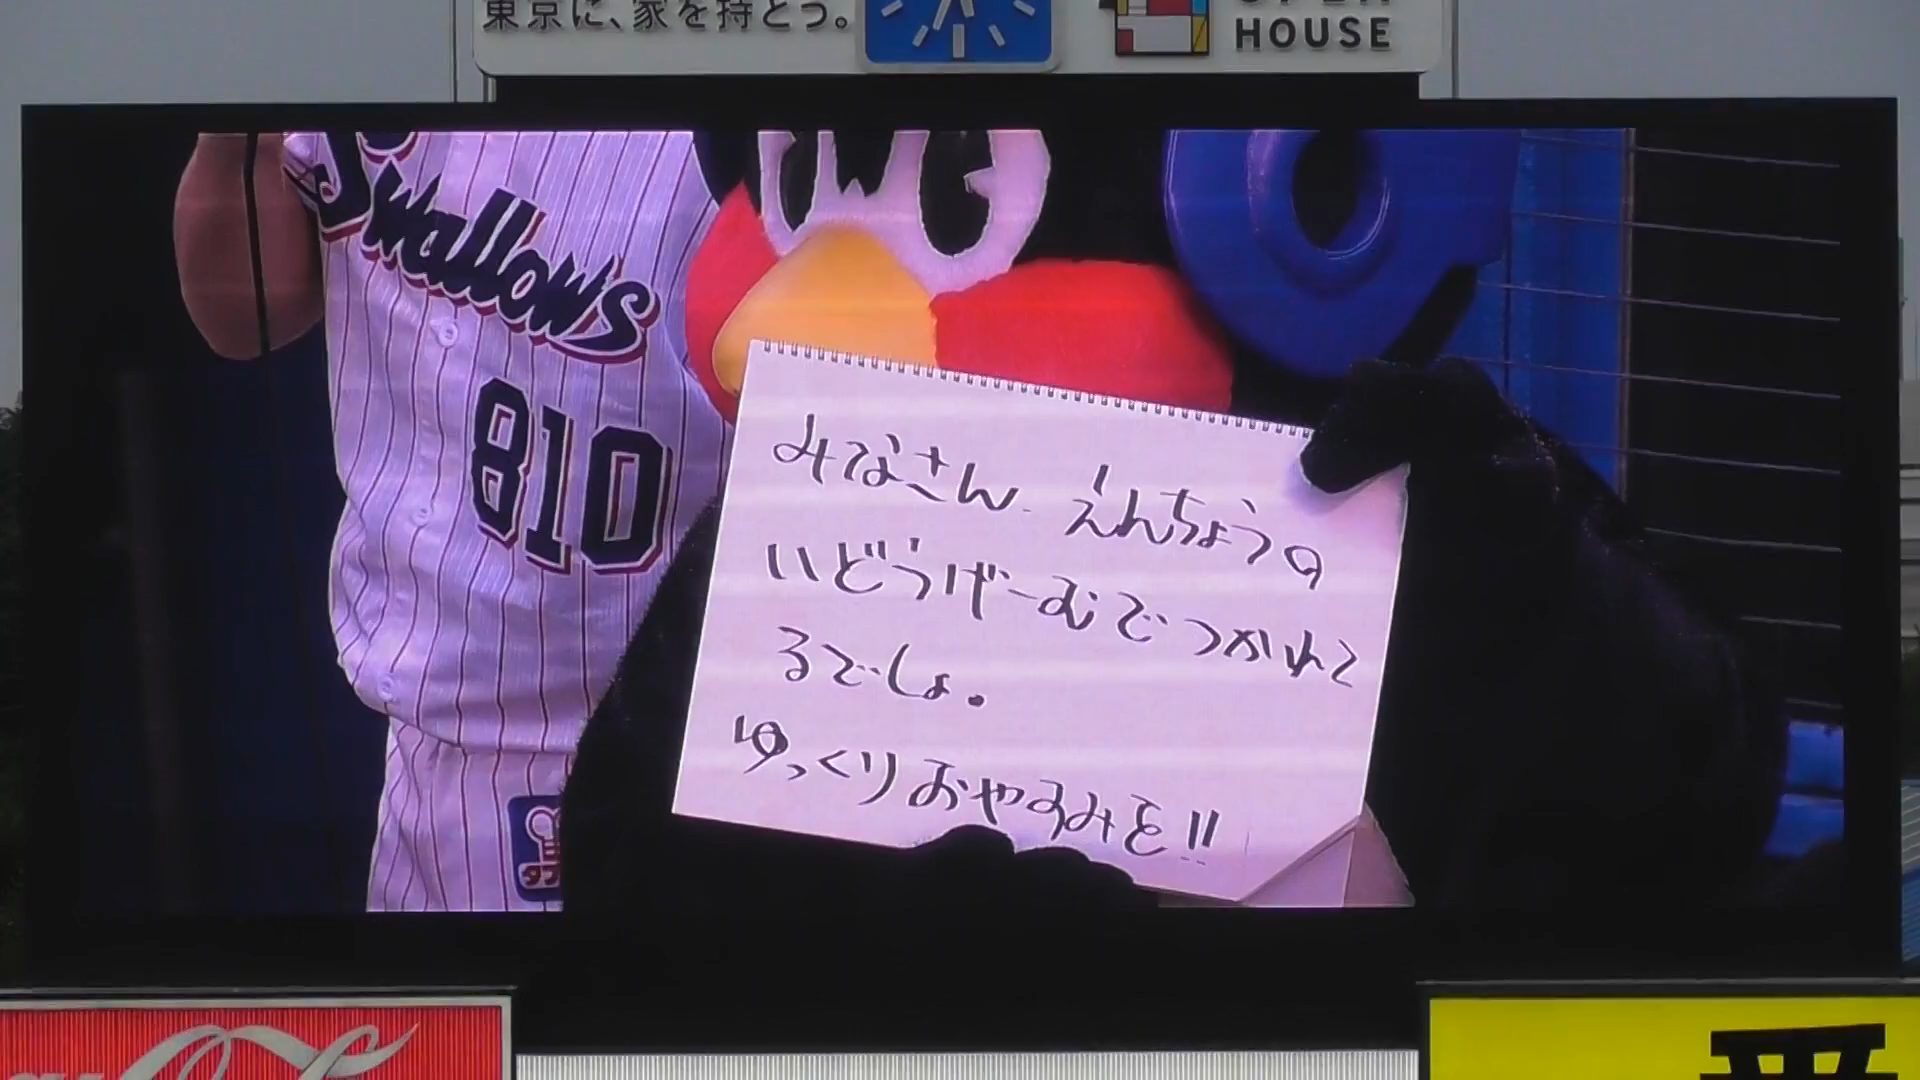 東京に、家を持とう。
HOUSE
Swallows
810
みなさん、えんちょうの
いどうげーむでつかれて
るでしょ。
ゆっくりおやすみを!!